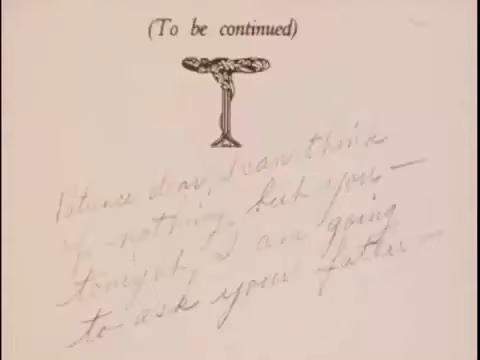 (To be continued)
dear, I can think
of nothing, but you —
tonight, I am going
to ask your father —